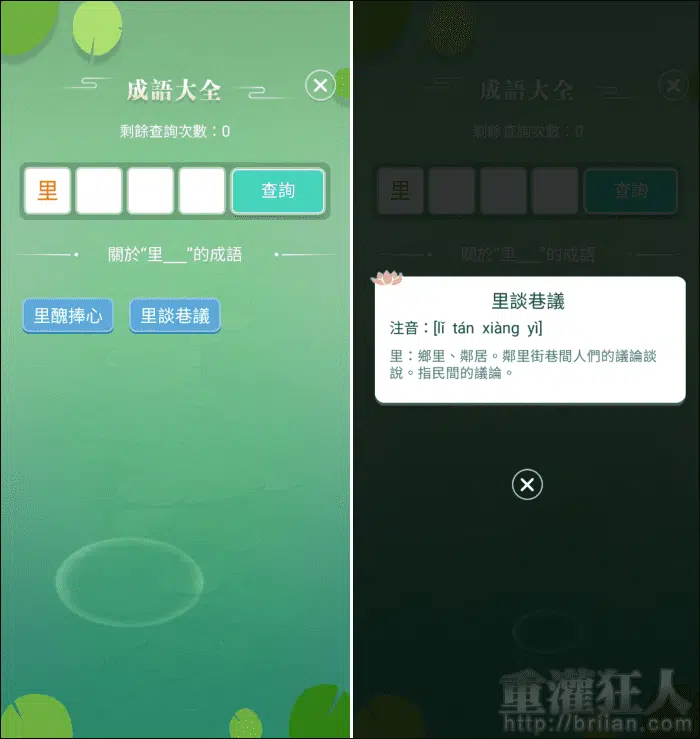 成語大全
剩餘查詢次數：0
里
查詢
關於“里___”的成語
里醜捧心
里談巷議
成語大全
剩餘查詢次數：0
里
查詢
關於“里___”的成語
里談巷議
注音：[lǐ tán xiàng yì]
里：鄉里、鄰居。鄰里街巷間人們的議論談
說。指民間的議論。
重灌狂人
http://briian.com